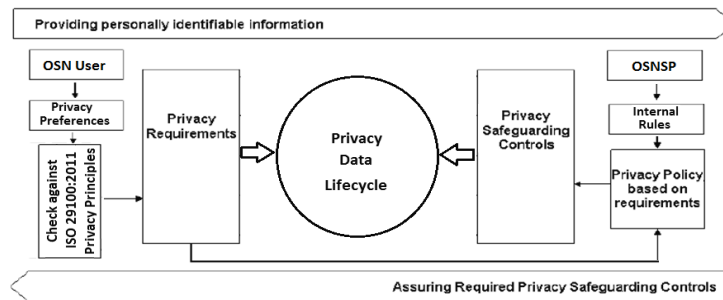 Providing personally identifiable information
OSN User
Privacy
Preferences
Check against
ISO 29100:2011
Privacy Principles
Privacy
Requirements
Privacy
Data
Lifecycle
Privacy
Safeguarding
Controls
OSNSP
Internal
Rules
Privacy Policy
based on
requirements
Assuring Required Privacy Safeguarding Controls